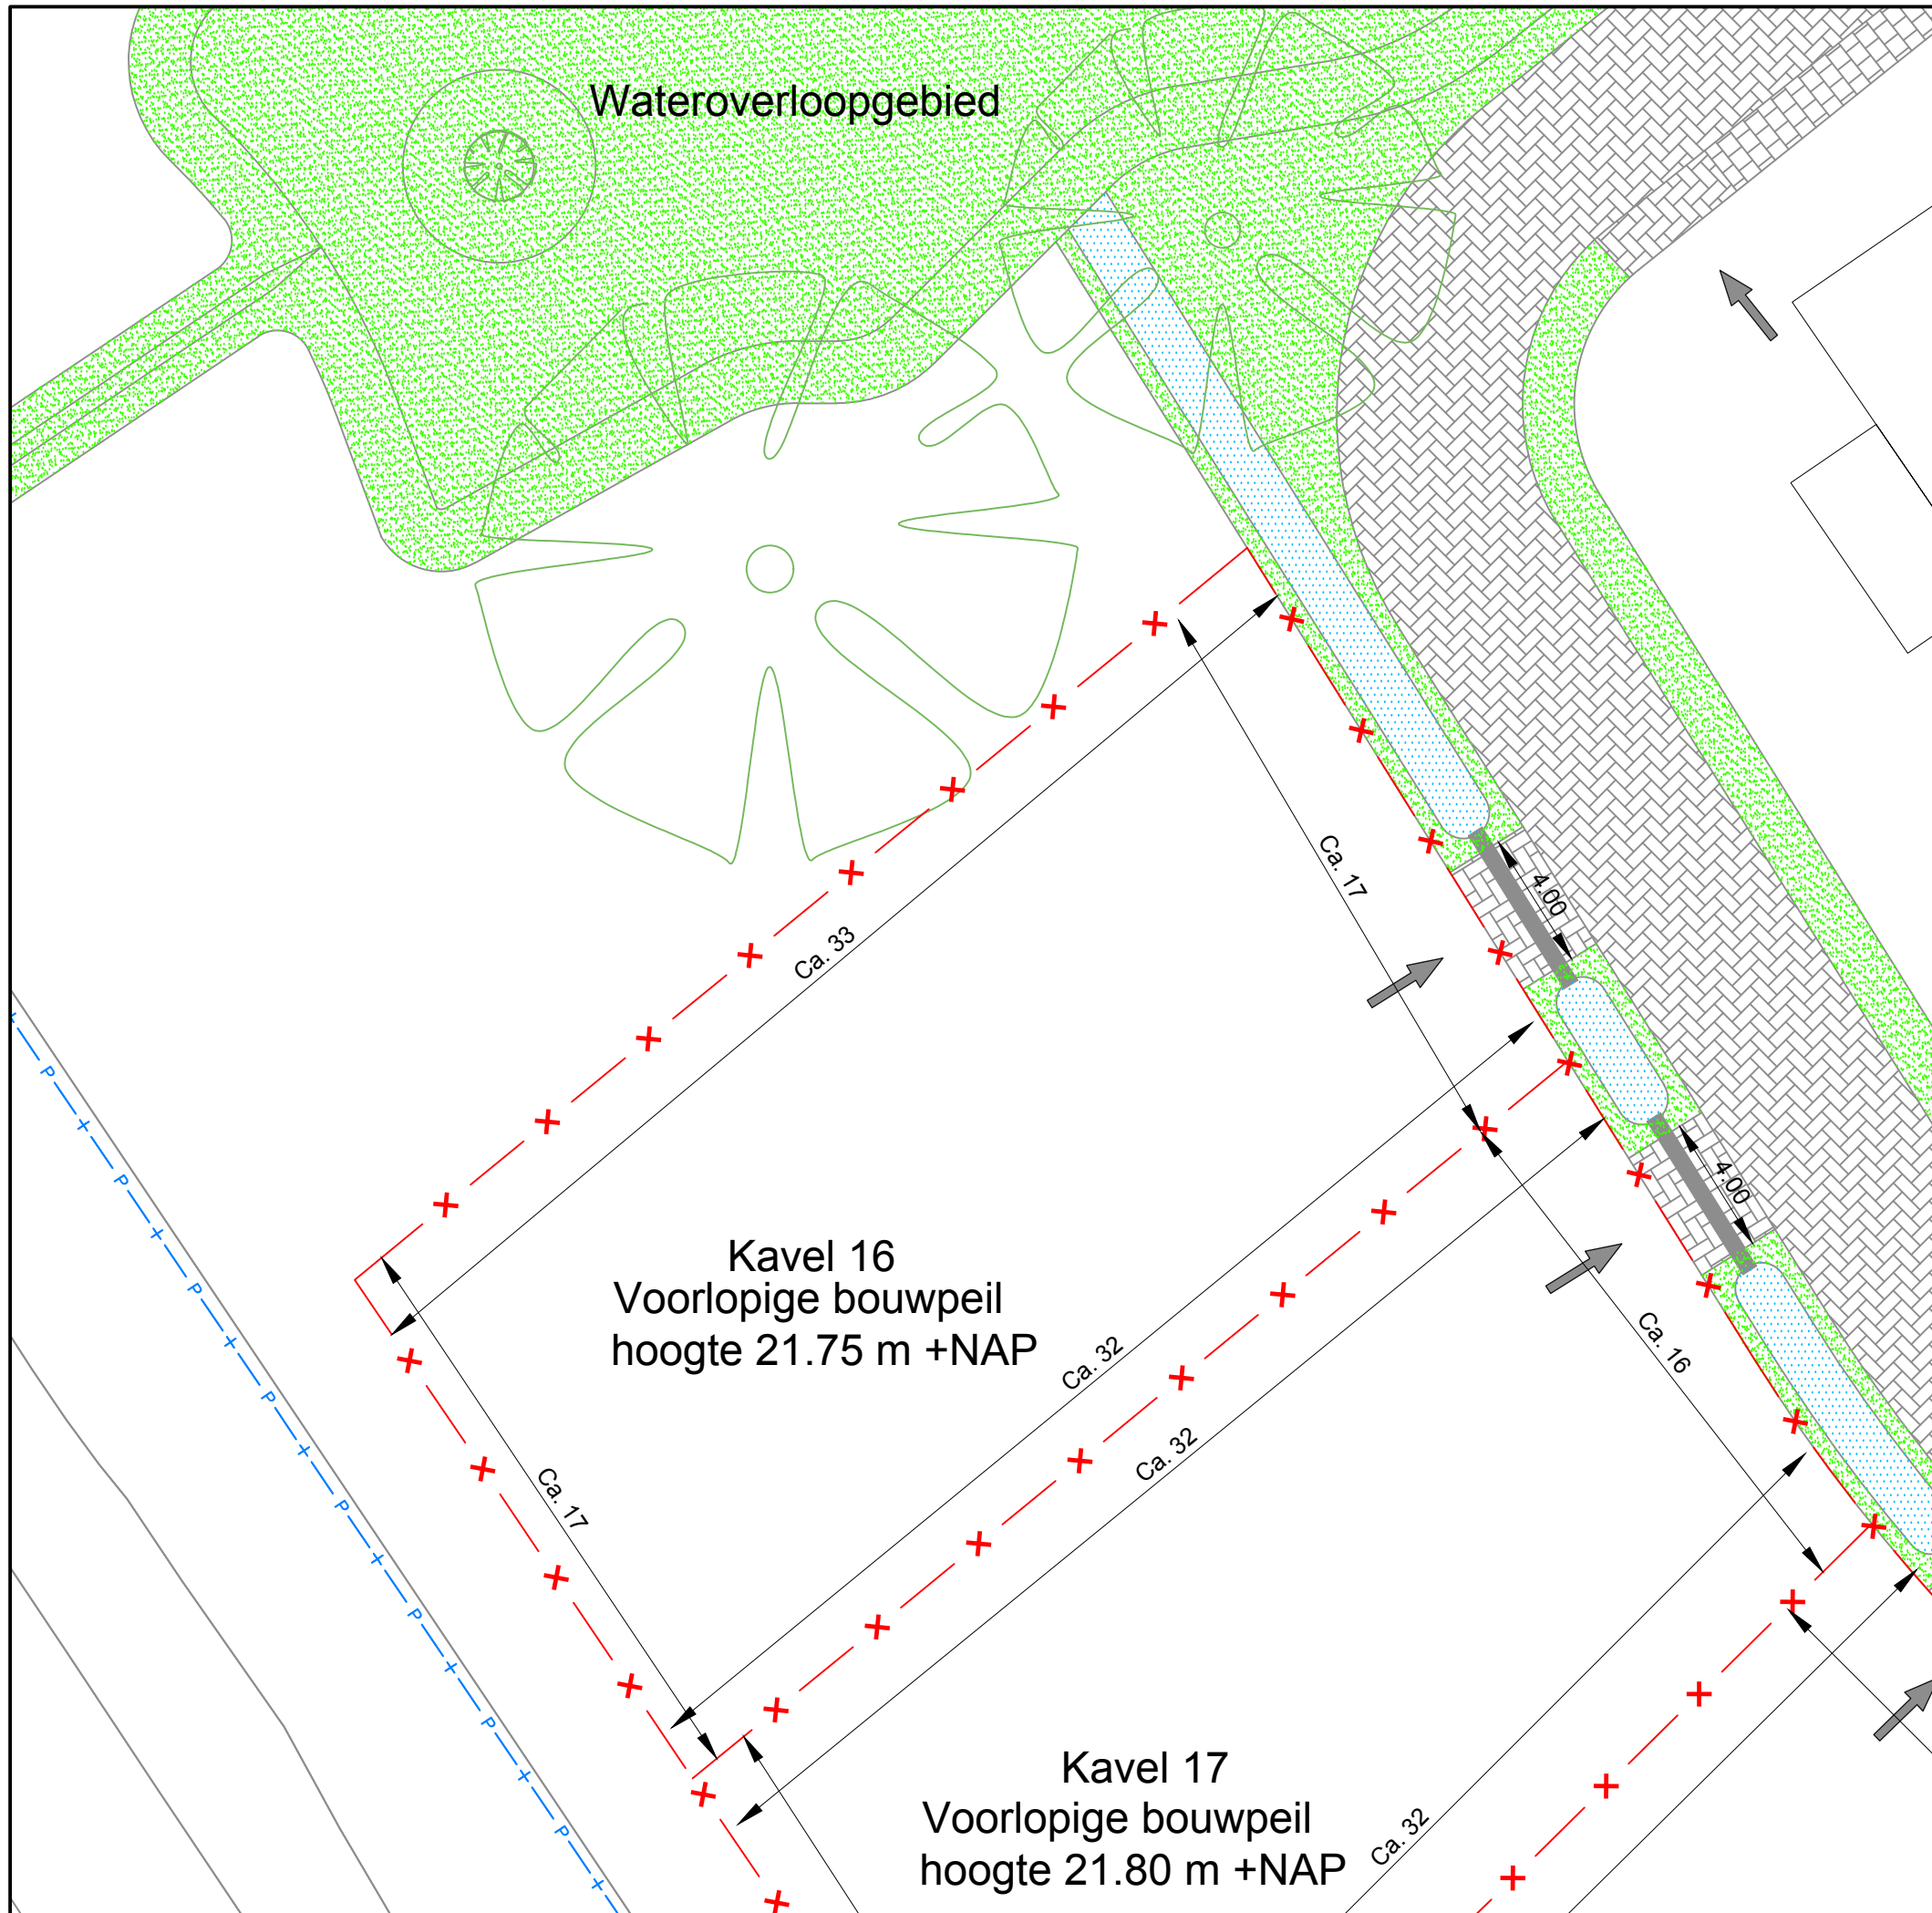 Wateroverloopgebied
Ca. 17
4.00
Ca. 33
4.00
Kavel 16
Voorlopige bouwpeil
hoogte 21.75 m +NAP
Ca. 32
Ca. 16
Ca. 32
Ca. 17
Kavel 17
Voorlopige bouwpeil
hoogte 21.80 m +NAP
Ca. 32
P
P
P
P
P
P
P
P